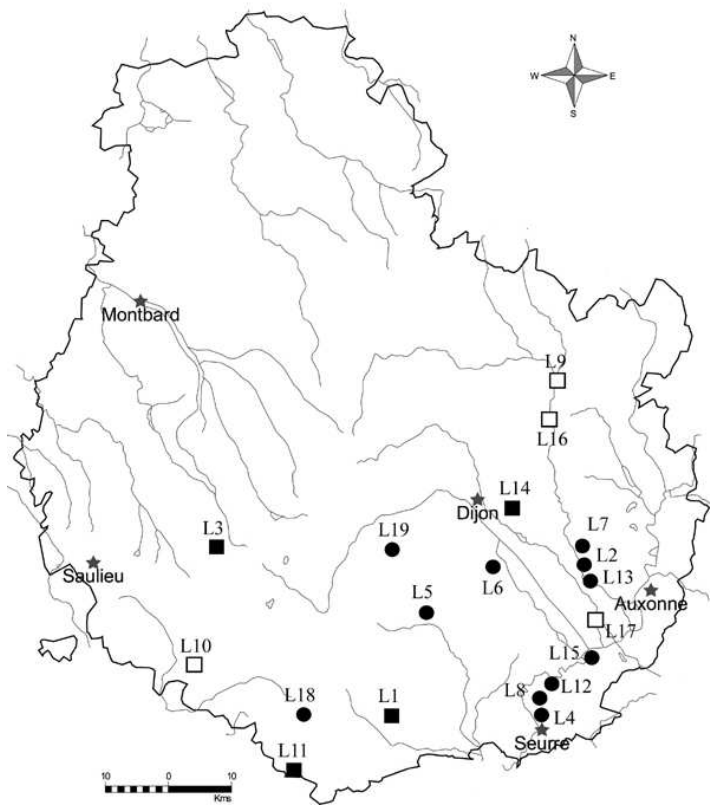 N
W E
S
Montbard
L9
L16
L14
Dijon
L3
L19
L7
L2
L6
L13
Saulieu
Auxonne
L5
L17
L10
L15
L12
L8
L18
L1
L4
Seurre
L11
10 0 10
Kms